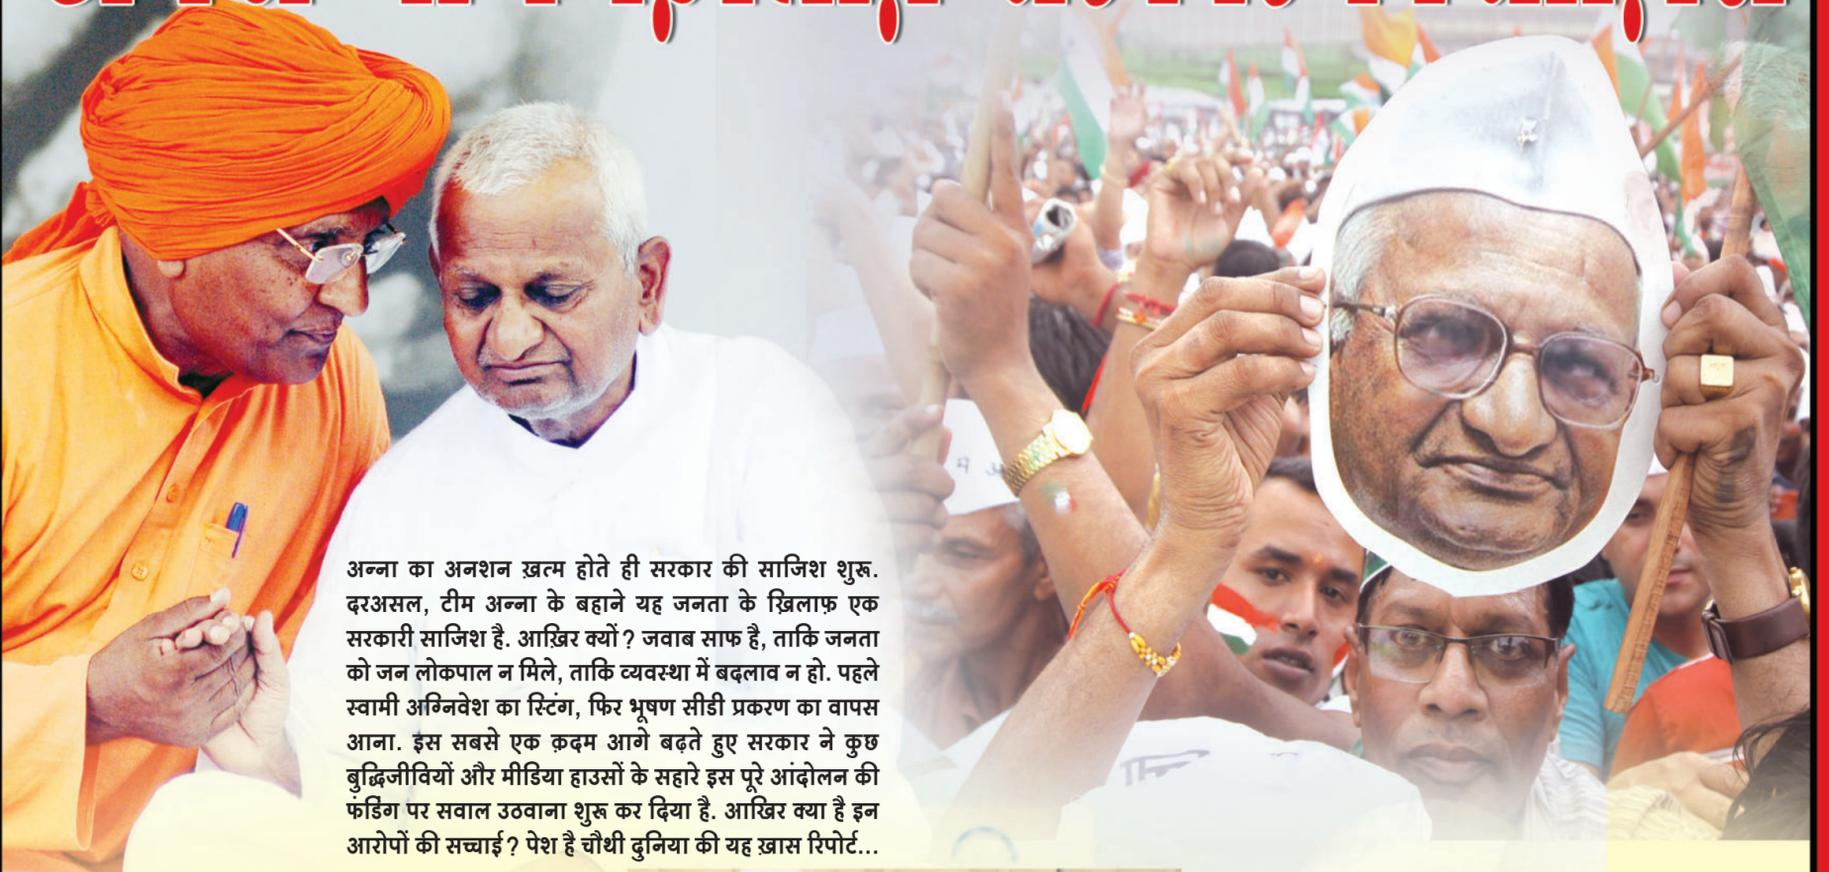 अन्ना का अनशन ख़त्म होते ही सरकार की साजिश शुरू.
दरअसल, टीम अन्ना के बहाने यह जनता के ख़िलाफ़ एक
सरकारी साजिश है. आख़िर क्यों? जवाब साफ है, ताकि जनता
को जन लोकपाल न मिले, ताकि व्यवस्था में बदलाव न हो. पहले
स्वामी अग्निवेश का स्टिंग, फिर भूषण सीडी प्रकरण का वापस
आना. इस सबसे एक क़दम आगे बढ़ते हुए सरकार ने कुछ
बुद्धिजीवियों और मीडिया हाउसों के सहारे इस पूरे आंदोलन की
फंडिंग पर सवाल उठवाना शुरू कर दिया है. आखिर क्या है इन
आरोपों की सच्चाई? पेश है चौथी दुनिया की यह ख़ास रिपोर्ट...